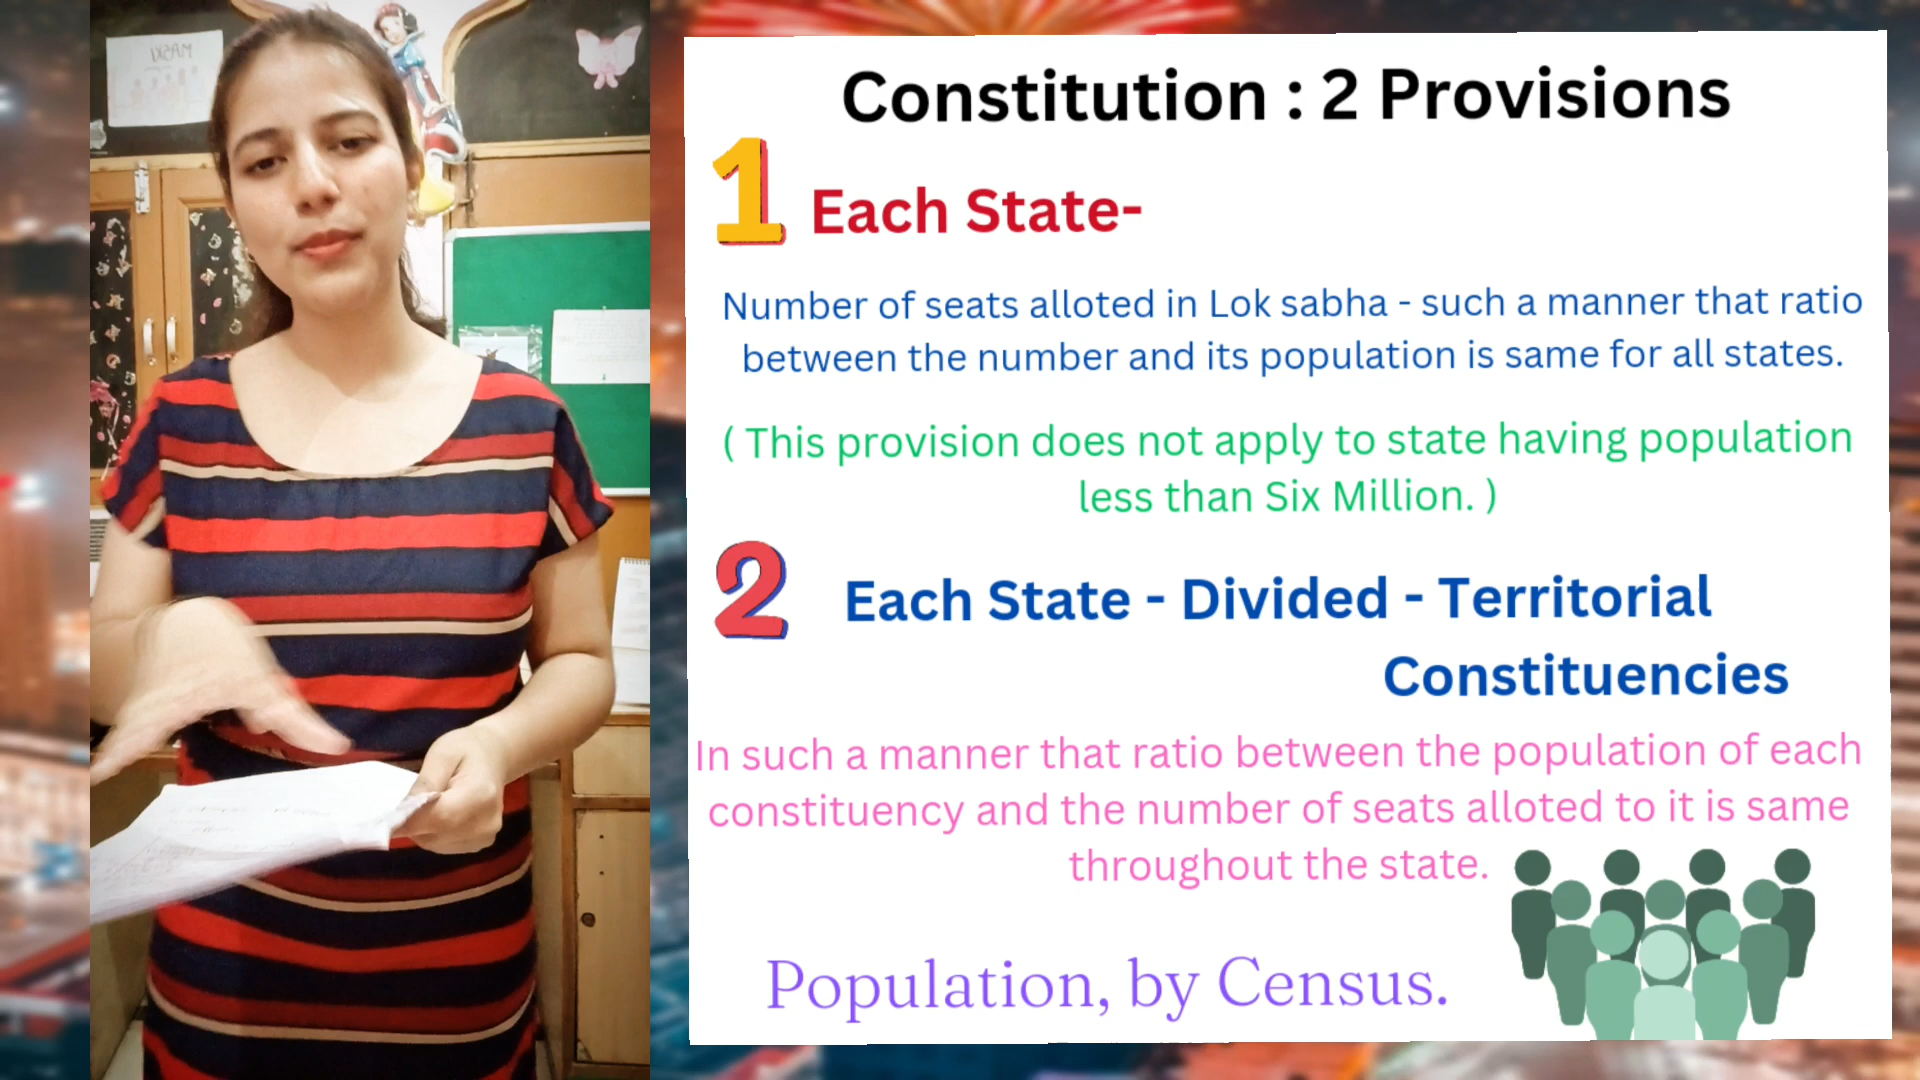 Constitution : 2 Provisions
1 Each State-
Number of seats alloted in Lok sabha - such a manner that ratio
between the number and its population is same for all states.
( This provision does not apply to state having population
less than Six Million. )
2 Each State - Divided - Territorial
Constituencies
In such a manner that ratio between the population of each
constituency and the number of seats alloted to it is same
throughout the state.
Population, by Census.